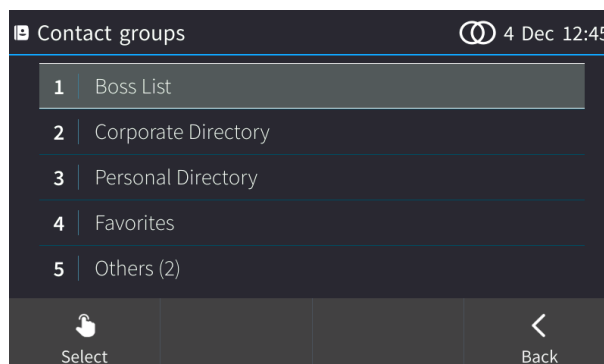 Contact groups 4 Dec 12:45
1 Boss List
2 Corporate Directory
3 Personal Directory
4 Favorites
5 Others (2)
Select Back